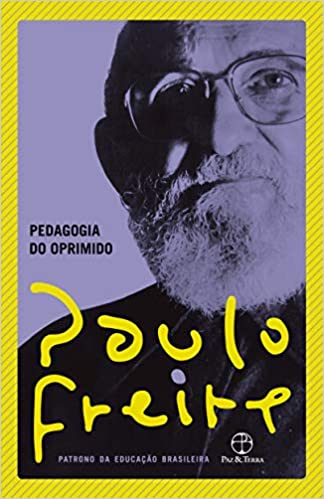 PEDAGOGIA
DO OPRIMIDO
Paulo
Freire
PATRONO DA EDUCAÇÃO BRASILEIRA
PAZ & TERRA